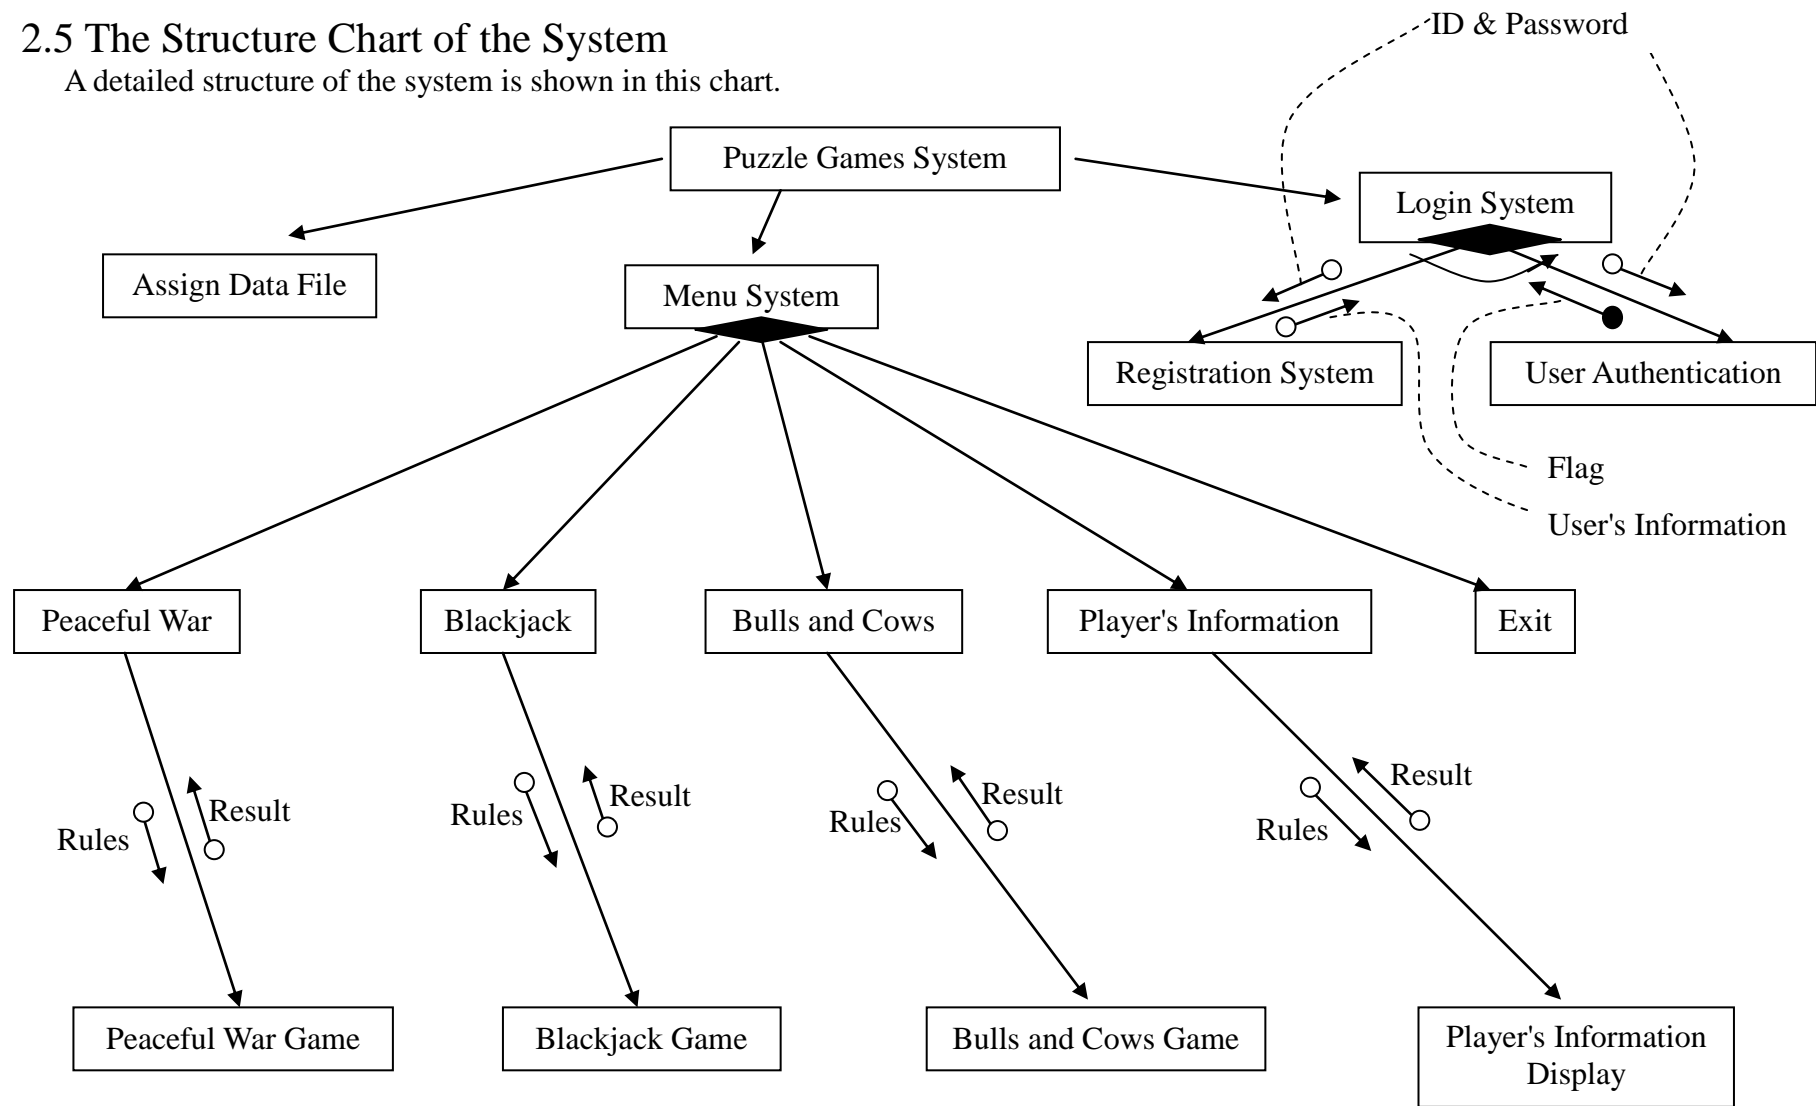 2.5 The Structure Chart of the System
A detailed structure of the system is shown in this chart.
ID & Password
Puzzle Games System
Login System
Assign Data File
Menu System
Registration System
User Authentication
Flag
User's Information
Peaceful War
Blackjack
Bulls and Cows
Player's Information
Exit
Rules
Result
Rules
Result
Rules
Result
Rules
Result
Peaceful War Game
Blackjack Game
Bulls and Cows Game
Player's Information
Display